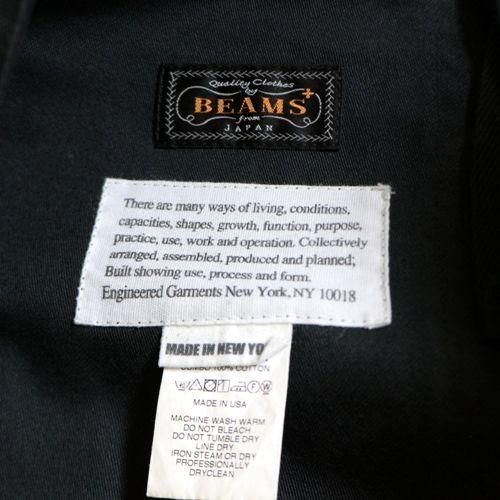 Quality Clothes
by
BEAMS+
from
JAPAN
There are many ways of living, conditions,
capacities, shapes, growth, function, purpose,
practice, use, work and operation. Collectively
arranged, assembled, produced and planned;
Built showing use, process and form.
Engineered Garments New York, NY 10018
MADE IN NEW YO
COMBO 100% COTTON
MADE IN USA
MACHINE WASH WARM
DO NOT BLEACH
DO NOT TUMBLE DRY
LINE DRY
IRON STEAM OR DRY
PROFESSIONALLY
DRYCLEAN